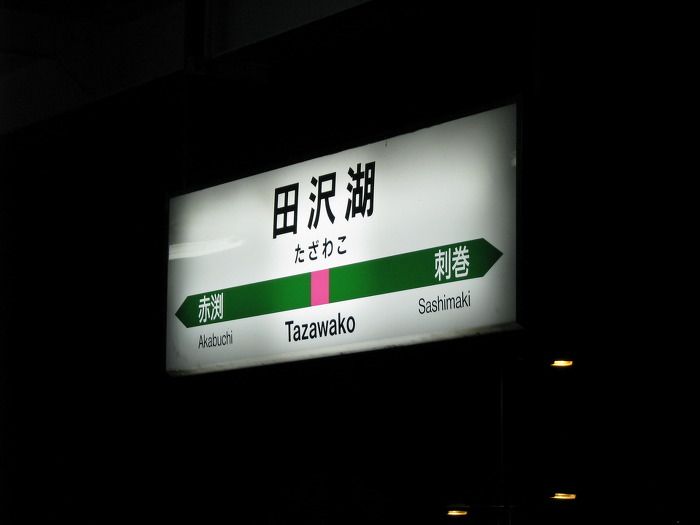 田沢湖
たざわこ
赤渕
刺巻
Akabuchi
Tazawako
Sashimaki